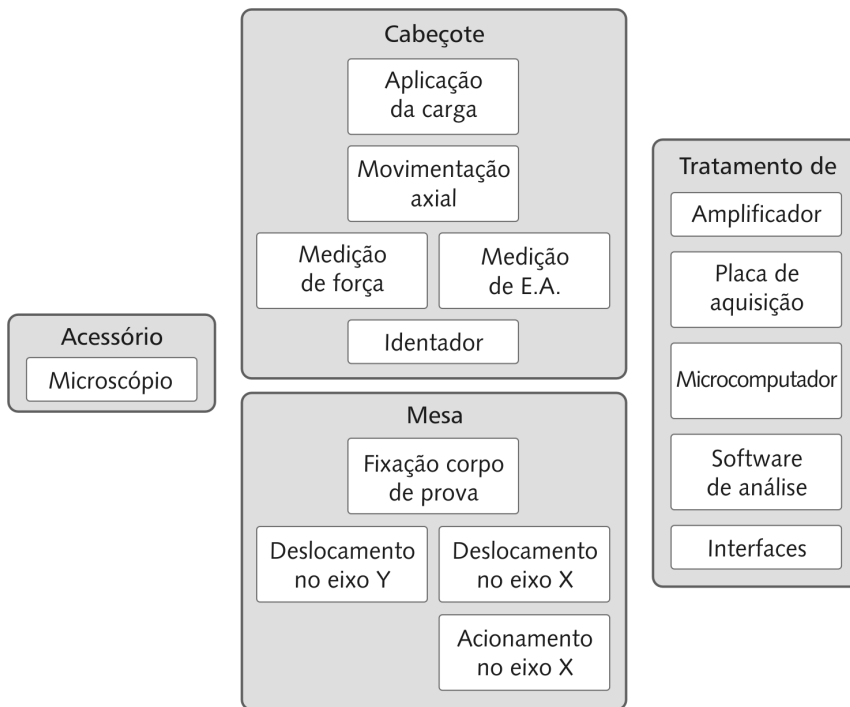 Cabeçote
Aplicação
da carga
Movimentação
axial
Medição
de força
Medição
de E.A.
Identador
Acessório
Microscópio
Mesa
Fixação corpo
de prova
Deslocamento
no eixo Y
Deslocamento
no eixo X
Acionamento
no eixo X
Tratamento de
Amplificador
Placa de
aquisição
Microcomputador
Software
de análise
Interfaces